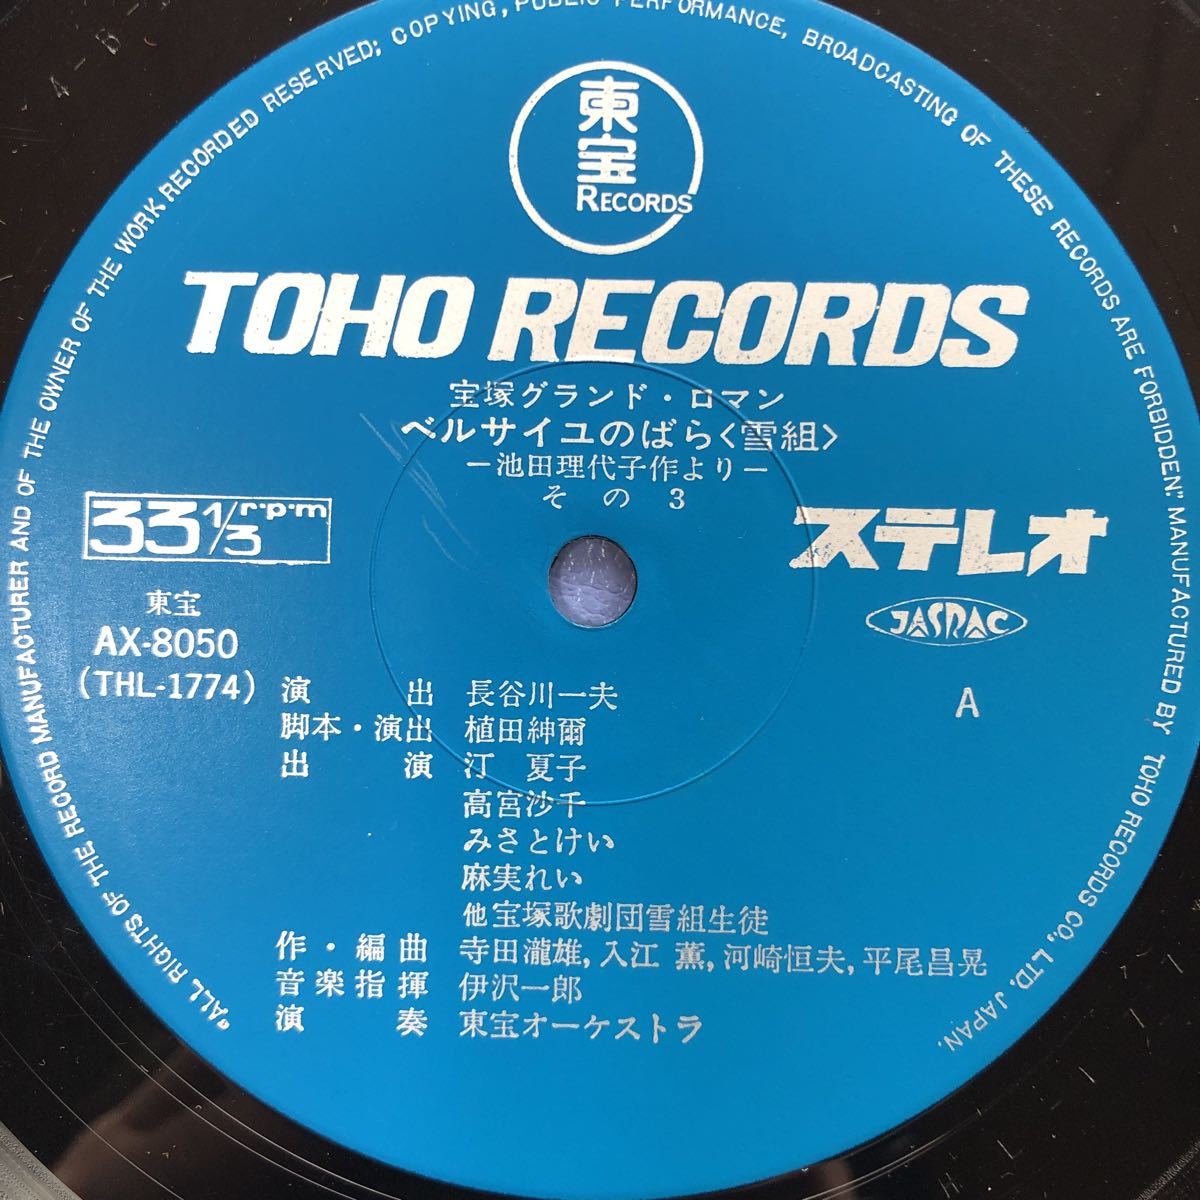 "ALL RIGHTS OF THE RECORD MANUFACTURER AND OF THE OWNER OF THE WORK RECORDED RESERVED; COPYING, PUBLIC PERFORMANCE, BROADCASTING OF THESE RECORDS ARE FORBIDDEN." MANUFACTURED BY TOHO RECORDS CO., LTD. JAPAN.
東宝
RECORDS
TOHO RECORDS
宝塚グランド・ロマン
ベルサイユのばら〈雪組〉
－池田理代子作より－
その3
33 1/3 r·p·m
ステレオ
JASRAC
東宝
AX-8050
(THL-1774)
A
演出 長谷川一夫
脚本・演出 植田紳爾
出演 汀 夏子
高宮沙千
みさとけい
麻実れい
他宝塚歌劇団雪組生徒
作・編曲 寺田瀧雄, 入江 薫, 河崎恒夫, 平尾昌晃
音楽指揮 伊沢一郎
演奏 東宝オーケストラ